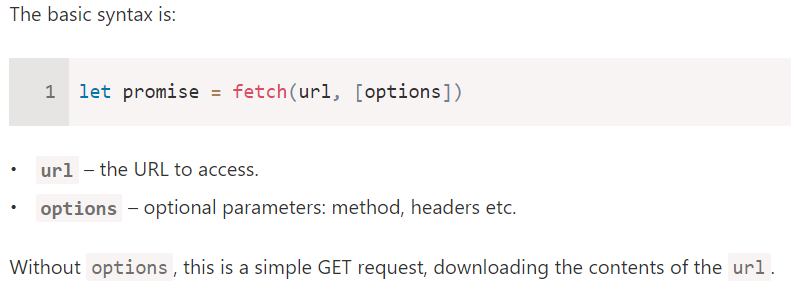 The basic syntax is:
1 let promise = fetch(url, [options])
• url – the URL to access.
• options – optional parameters: method, headers etc.
Without options, this is a simple GET request, downloading the contents of the url.